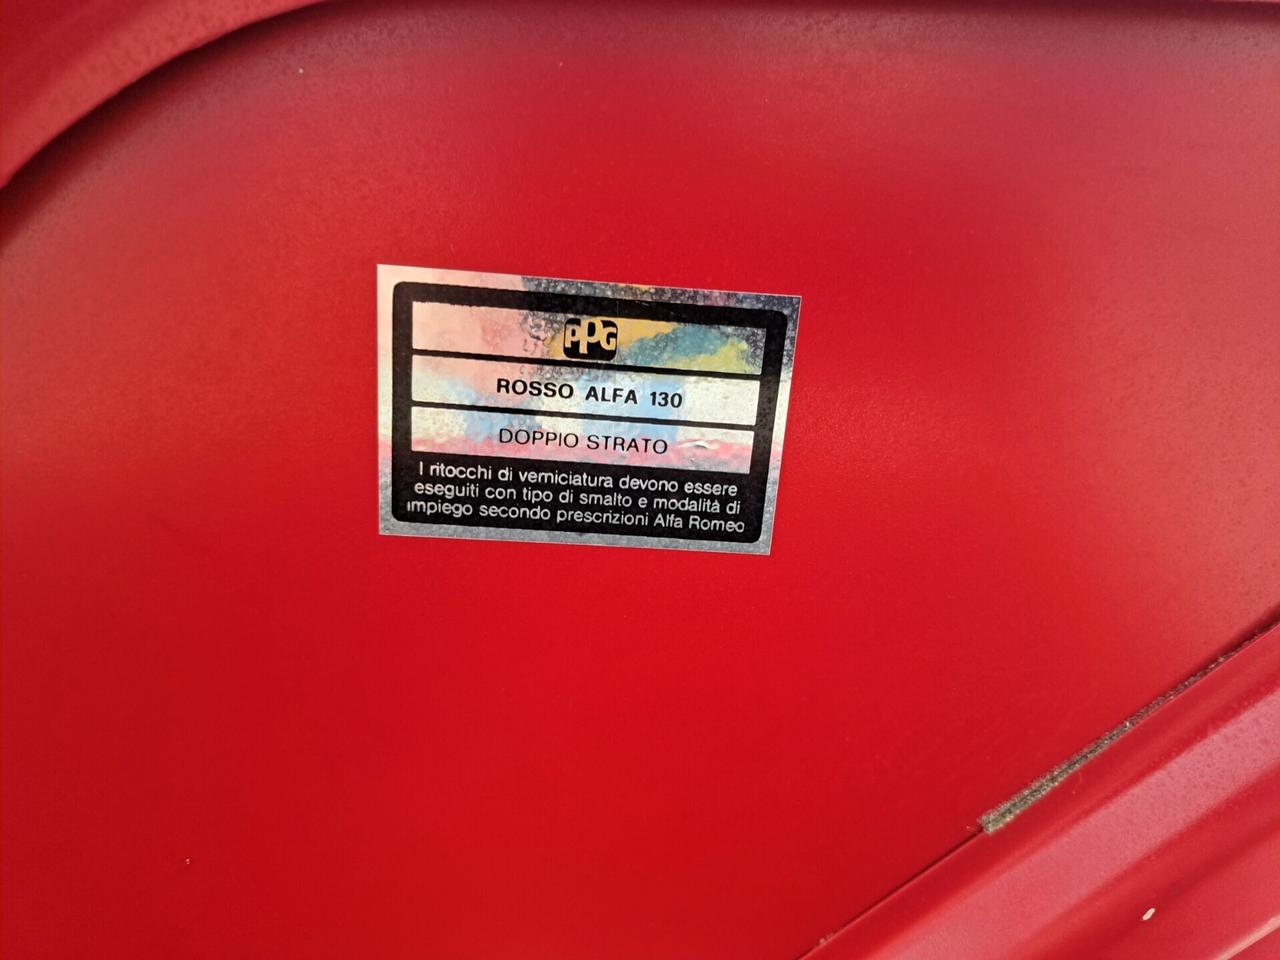 PPG
ROSSO ALFA 130
DOPPIO STRATO
I ritocchi di verniciatura devono essere
eseguiti con tipo di smalto e modalità di
impiego secondo prescrizioni Alfa Romeo